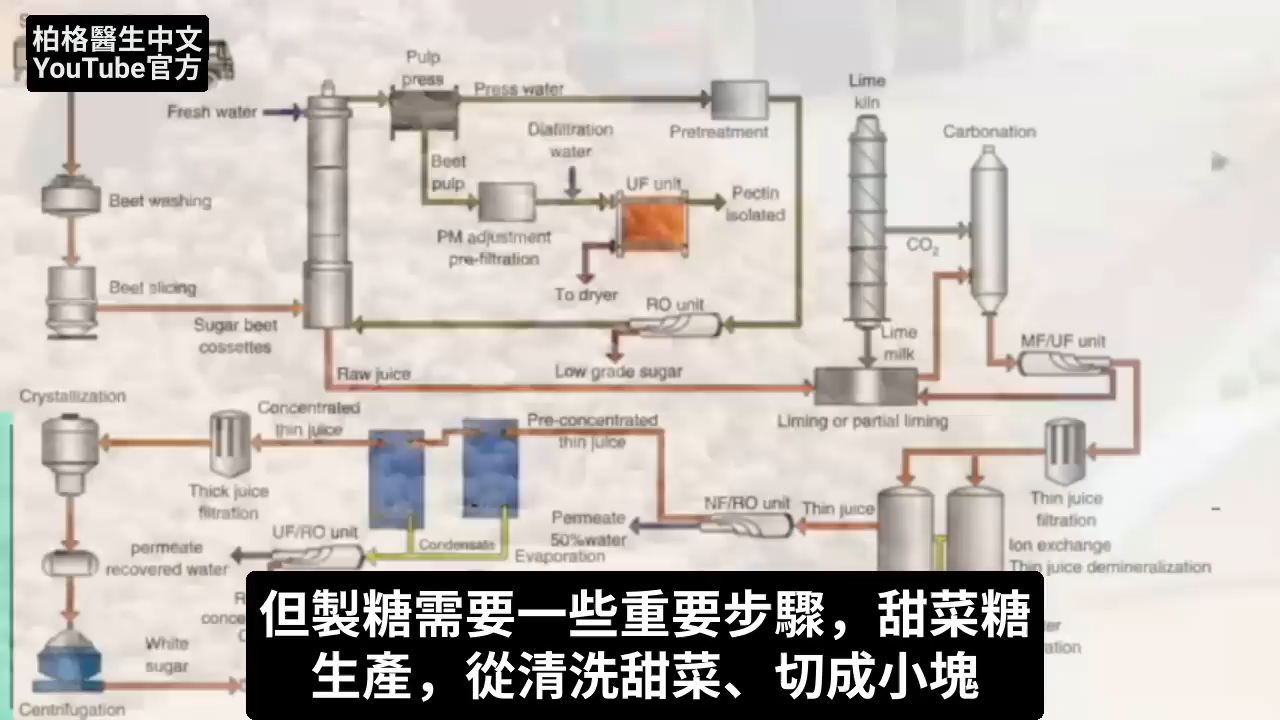 柏格醫生中文
YouTube官方
Pulp
press
Press water
Fresh water
Lime
kiln
Diafiltration
water
Pretreatment
Carbonation
Beet
pulp
UF unit
Pectin
isolated
Beet washing
PM adjustment
pre-filtration
CO₂
To dryer
Beet slicing
RO unit
Sugar beet
cossettes
Lime
milk
MF/UF unit
Raw juice
Low grade sugar
Crystallization
Concentrated
thin juice
Pre-concentrated
thin juice
Liming or partial liming
Thick juice
filtration
Thin juice
filtration
NF/RO unit
Thin juice
Permeate
50%water
UF/RO unit
Condensate
Evaporation
permeate
recovered water
Ion exchange
Thin juice demineralization
White
sugar
Centrifugation
但製糖需要一些重要步驟，甜菜糖
生產，從清洗甜菜、切成小塊